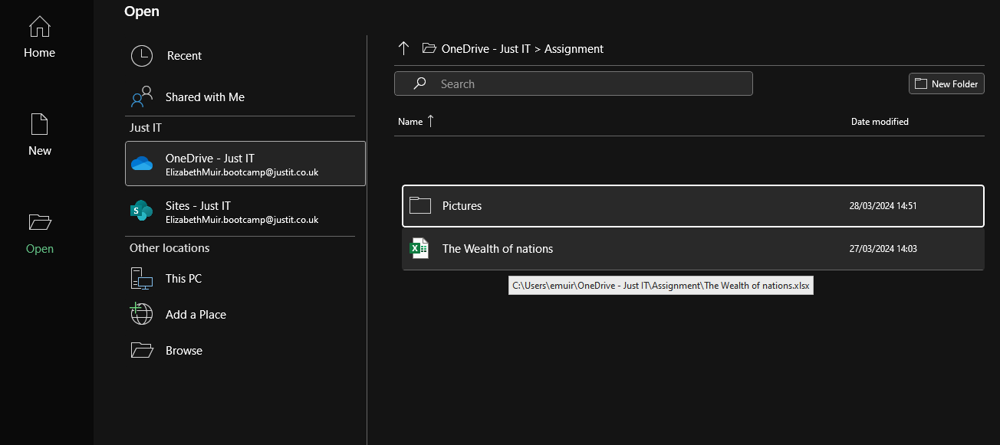 Open
Home
New
Open
Recent
Shared with Me
Just IT
OneDrive - Just IT
ElizabethMuir.bootcamp@justit.co.uk
S
Sites - Just IT
ElizabethMuir.bootcamp@justit.co.uk
Other locations
This PC
Add a Place
Browse
OneDrive - Just IT > Assignment
Search
New Folder
Name ↑ Date modified
Pictures 28/03/2024 14:51
X
The Wealth of nations 27/03/2024 14:03
C:\Users\emuir\OneDrive - Just IT\Assignment\The Wealth of nations.xlsx